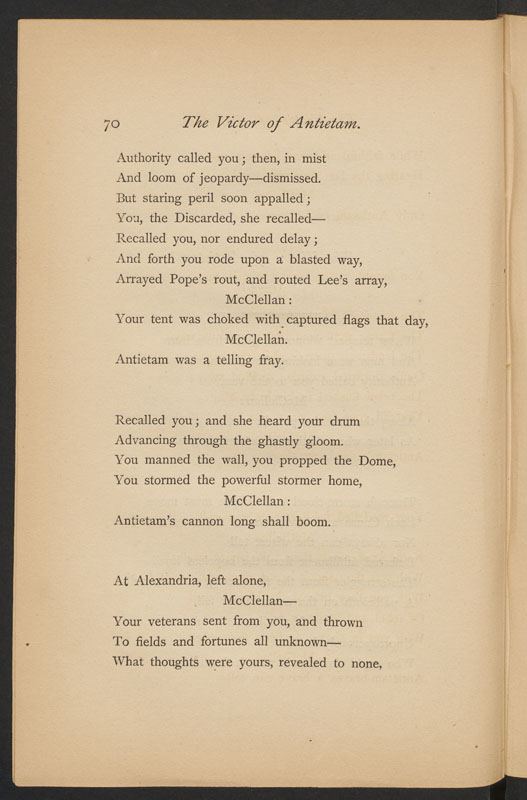 70 The Victor of Antietam.
Authority called you; then, in mist
And loom of jeopardy—dismissed.
But staring peril soon appalled;
You, the Discarded, she recalled—
Recalled you, nor endured delay;
And forth you rode upon a blasted way,
Arrayed Pope's rout, and routed Lee's array,
McClellan:
Your tent was choked with captured flags that day,
McClellan.
Antietam was a telling fray.
Recalled you; and she heard your drum
Advancing through the ghastly gloom.
You manned the wall, you propped the Dome,
You stormed the powerful stormer home,
McClellan:
Antietam's cannon long shall boom.
At Alexandria, left alone,
McClellan—
Your veterans sent from you, and thrown
To fields and fortunes all unknown—
What thoughts were yours, revealed to none,